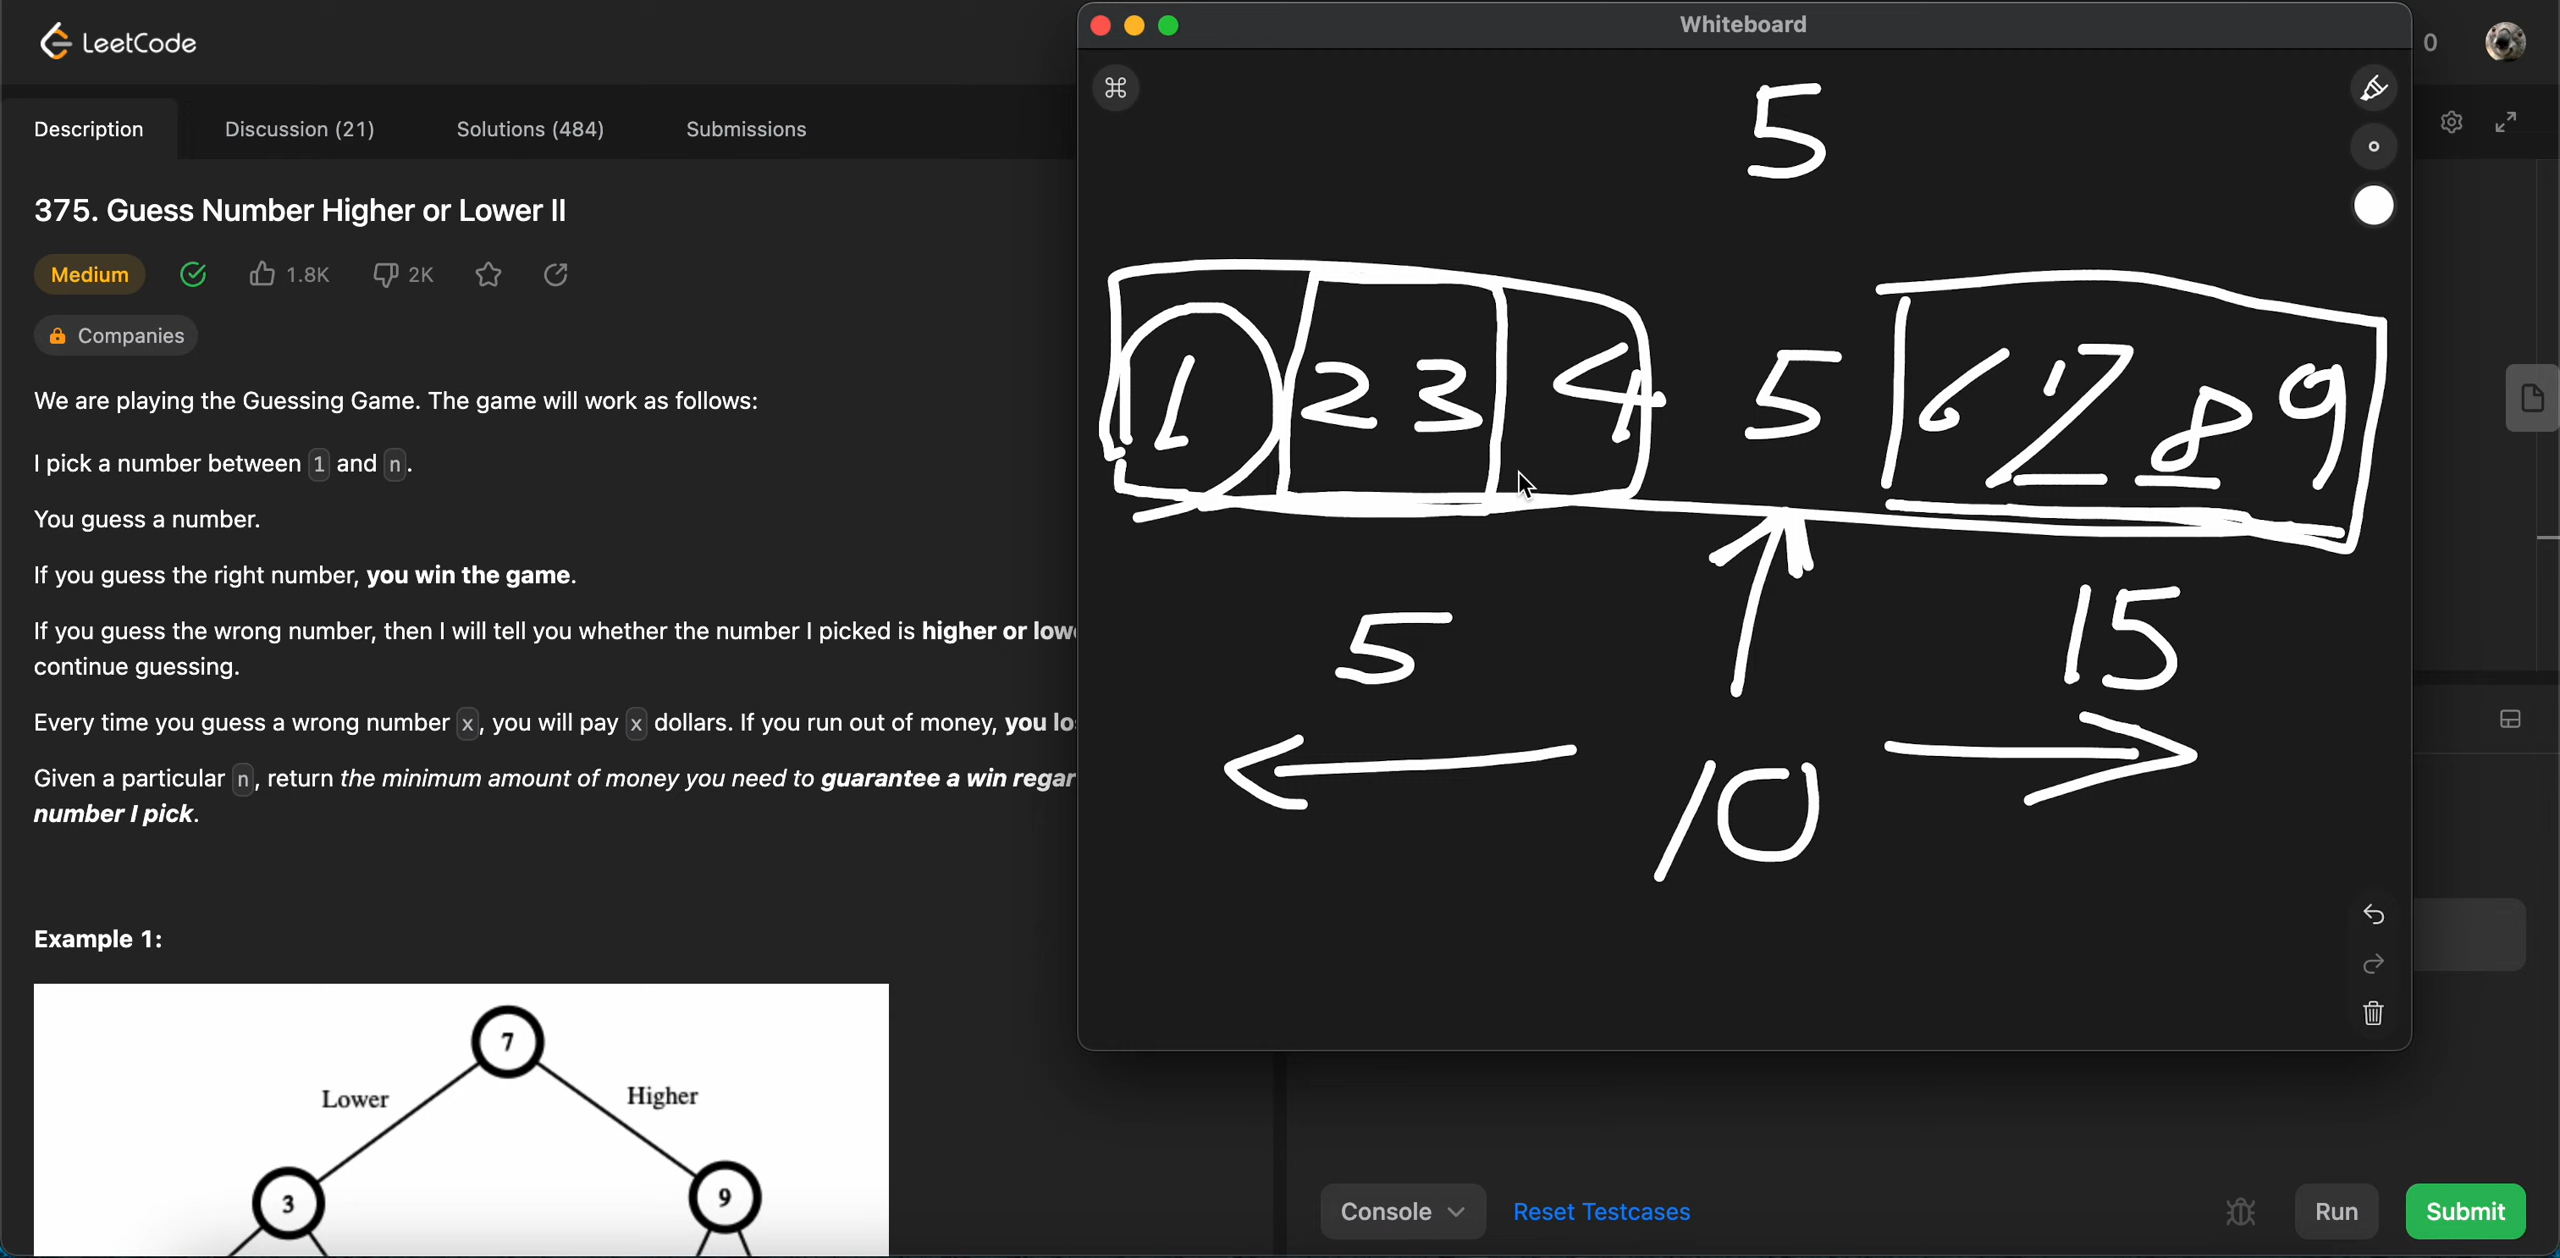 LeetCode
Whiteboard
0
Description
Discussion (21)
Solutions (484)
Submissions
375. Guess Number Higher or Lower II
Medium
1.8K
2K
Companies
We are playing the Guessing Game. The game will work as follows:
I pick a number between 1 and n.
You guess a number.
If you guess the right number, you win the game.
If you guess the wrong number, then I will tell you whether the number I picked is higher or low
continue guessing.
Every time you guess a wrong number x, you will pay x dollars. If you run out of money, you lo
Given a particular n, return the minimum amount of money you need to guarantee a win regar
number I pick.
Example 1:
7
Lower
Higher
3
9
5
1 2 3 4 5 6 7 8 9
5
15
10
Console
Reset Testcases
Run
Submit